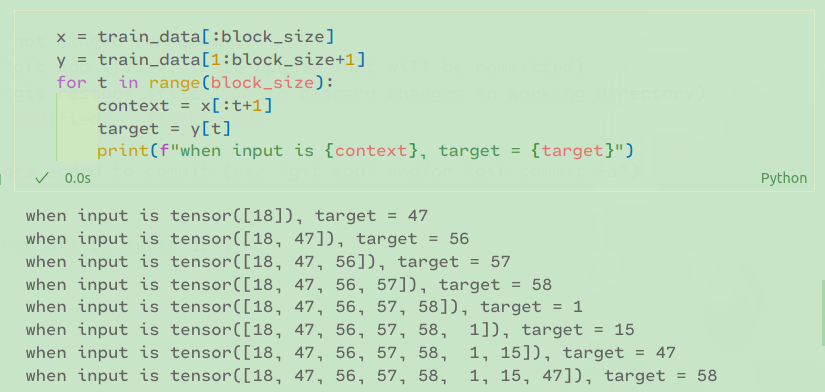 x = train_data[:block_size]
y = train_data[1:block_size+1]
for t in range(block_size):
    context = x[:t+1]
    target = y[t]
    print(f"when input is {context}, target = {target}")
0.0s
Python
when input is tensor([18]), target = 47
when input is tensor([18, 47]), target = 56
when input is tensor([18, 47, 56]), target = 57
when input is tensor([18, 47, 56, 57]), target = 58
when input is tensor([18, 47, 56, 57, 58]), target = 1
when input is tensor([18, 47, 56, 57, 58,  1]), target = 15
when input is tensor([18, 47, 56, 57, 58,  1, 15]), target = 47
when input is tensor([18, 47, 56, 57, 58,  1, 15, 47]), target = 58